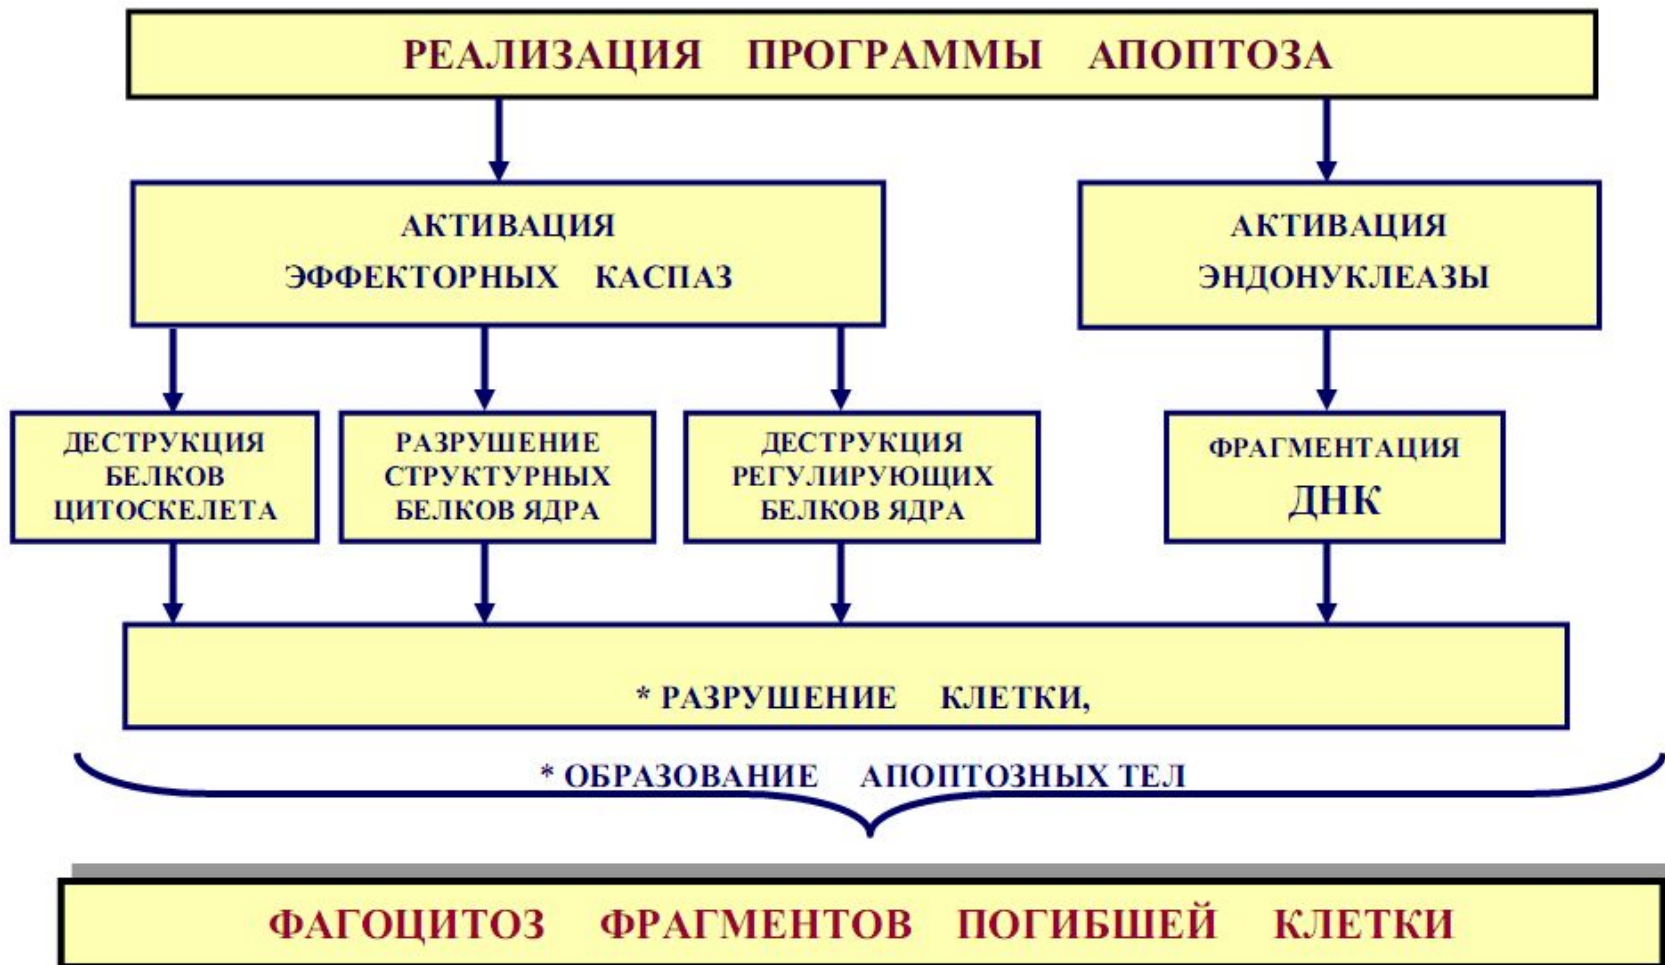 РЕАЛИЗАЦИЯ ПРОГРАММЫ АПОПТОЗА
АКТИВАЦИЯ
ЭФФЕКТОРНЫХ КАСПАЗ
АКТИВАЦИЯ
ЭНДОНУКЛЕАЗЫ
ДЕСТРУКЦИЯ
БЕЛКОВ
ЦИТОСКЕЛЕТА
РАЗРУШЕНИЕ
СТРУКТУРНЫХ
БЕЛКОВ ЯДРА
ДЕСТРУКЦИЯ
РЕГУЛИРУЮЩИХ
БЕЛКОВ ЯДРА
ФРАГМЕНТАЦИЯ
ДНК
* РАЗРУШЕНИЕ КЛЕТКИ,
* ОБРАЗОВАНИЕ АПОПТОЗНЫХ ТЕЛ
ФАГОЦИТОЗ ФРАГМЕНТОВ ПОГИБШЕЙ КЛЕТКИ